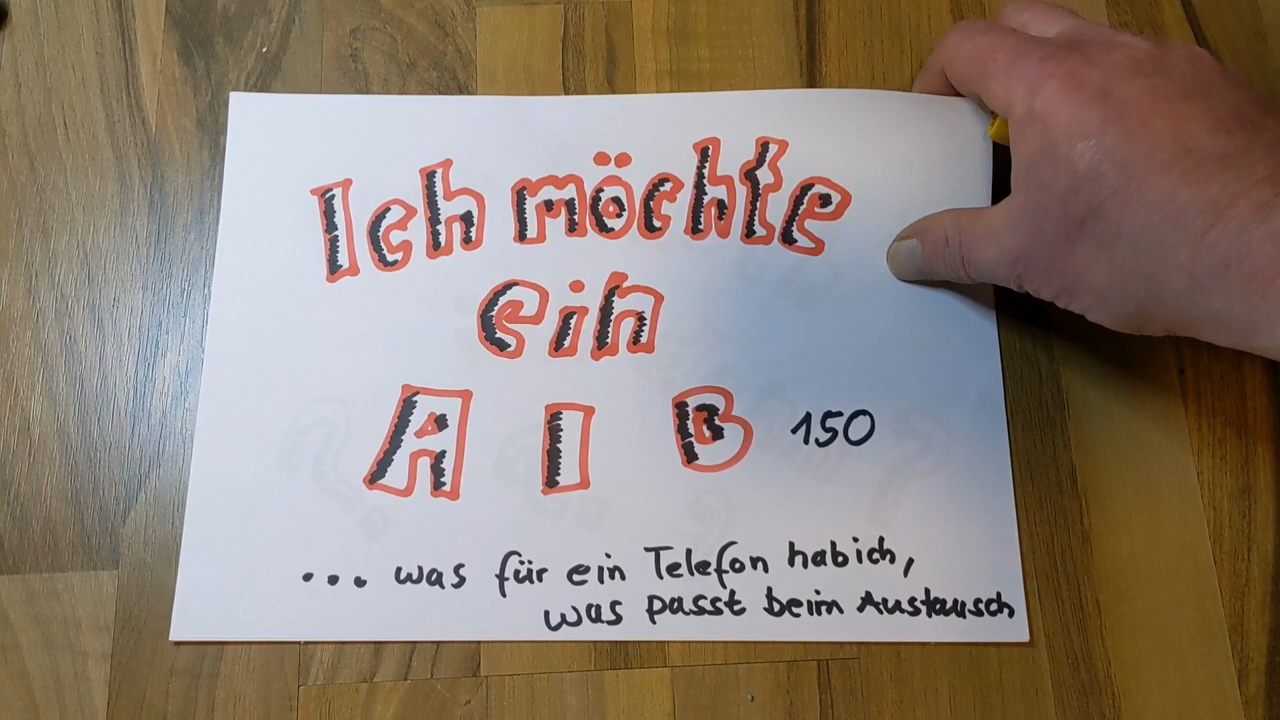 Ich möchte
ein
A I B 150
... was für ein Telefon hab ich,
was passt beim Austausch